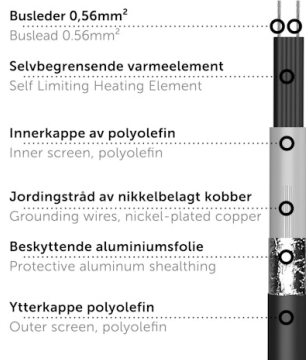 Busleder 0,56mm²
Buslead 0.56mm²
Selvbegrensende varmeelement
Self Limiting Heating Element
Innerkappe av polyolefin
Inner screen, polyolefin
Jordingstråd av nikkelbelagt kobber
Grounding wires, nickel-plated copper
Beskyttende aluminiumsfolie
Protective aluminum shealthing
Ytterkappe polyolefin
Outer screen, polyolefin